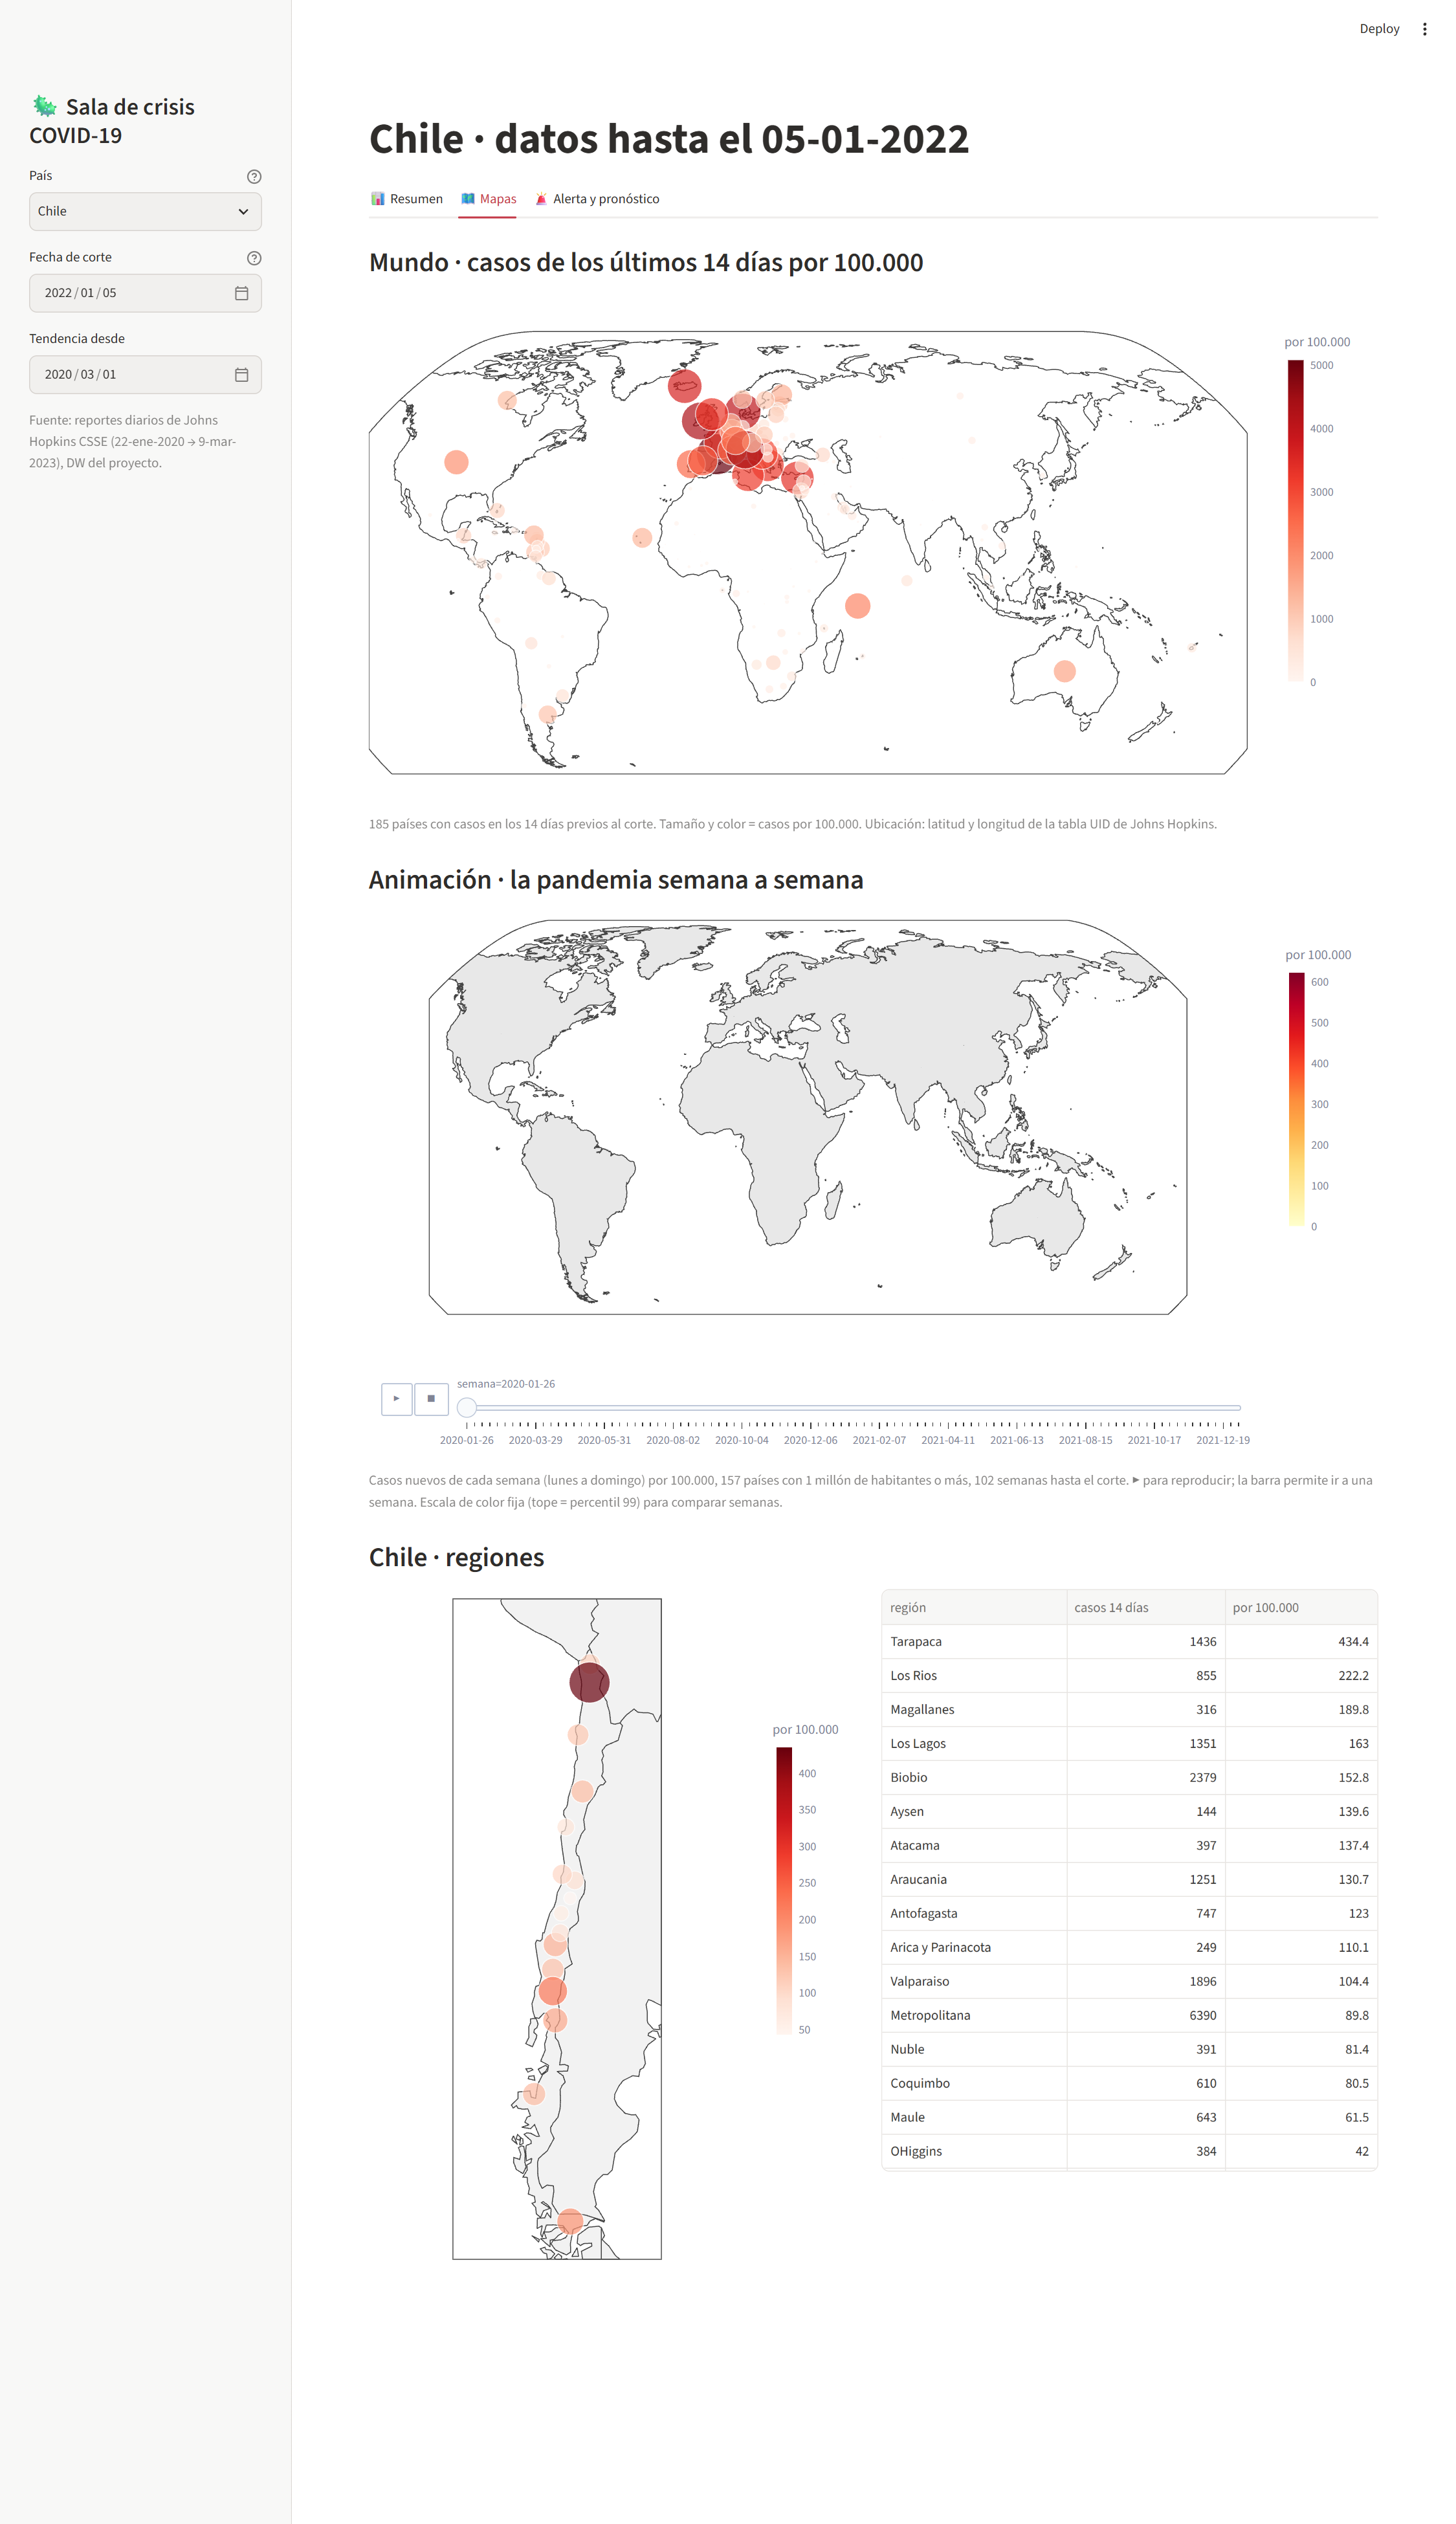 Deploy
Sala de crisis
COVID-19
País
Chile
Fecha de corte
2022 / 01 / 05
Tendencia desde
2020 / 03 / 01
Fuente: reportes diarios de Johns
Hopkins CSSE (22-ene-2020 → 9-mar-
2023), DW del proyecto.
Chile · datos hasta el 05-01-2022
Resumen
Mapas
Alerta y pronóstico
Mundo · casos de los últimos 14 días por 100.000
por 100.000
5000
4000
3000
2000
1000
0
185 países con casos en los 14 días previos al corte. Tamaño y color = casos por 100.000. Ubicación: latitud y longitud de la tabla UID de Johns Hopkins.
Animación · la pandemia semana a semana
por 100.000
600
500
400
300
200
100
0
semana=2020-01-26
2020-01-26 2020-03-29 2020-05-31 2020-08-02 2020-10-04 2020-12-06 2021-02-07 2021-04-11 2021-06-13 2021-08-15 2021-10-17 2021-12-19
Casos nuevos de cada semana (lunes a domingo) por 100.000, 157 países con 1 millón de habitantes o más, 102 semanas hasta el corte. ▶ para reproducir; la barra permite ir a una
semana. Escala de color fija (tope = percentil 99) para comparar semanas.
Chile · regiones
por 100.000
400
350
300
250
200
150
100
50
región casos 14 días por 100.000
Tarapaca 1436 434.4
Los Rios 855 222.2
Magallanes 316 189.8
Los Lagos 1351 163
Biobio 2379 152.8
Aysen 144 139.6
Atacama 397 137.4
Araucania 1251 130.7
Antofagasta 747 123
Arica y Parinacota 249 110.1
Valparaiso 1896 104.4
Metropolitana 6390 89.8
Nuble 391 81.4
Coquimbo 610 80.5
Maule 643 61.5
OHiggins 384 42